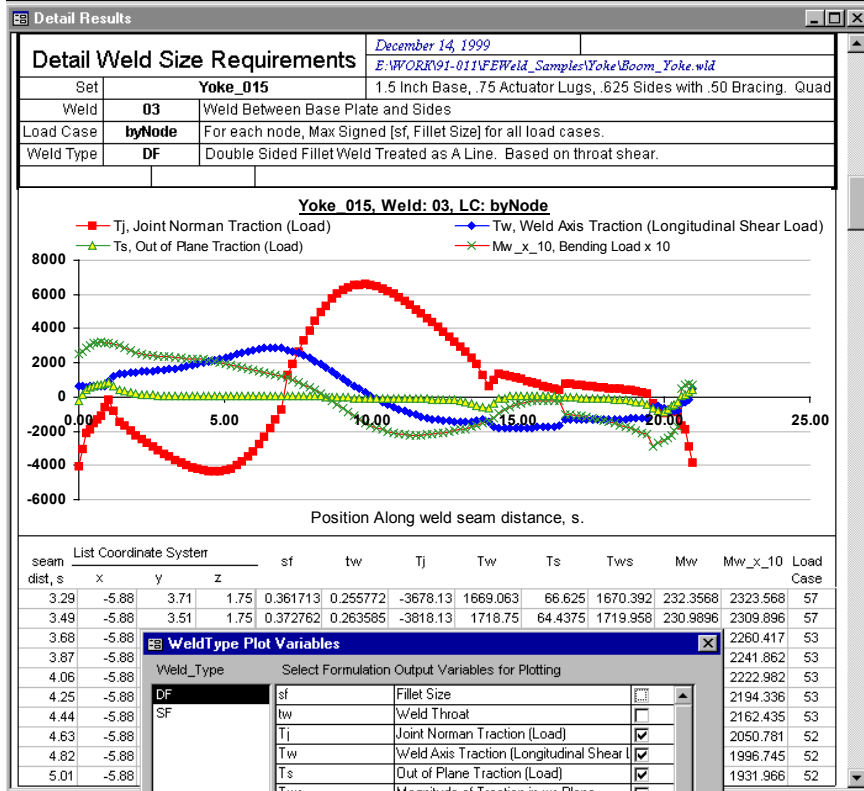 Detail Results
Detail Weld Size Requirements
December 14, 1999
E:\WORK\91-011\FEWeld_Samples\Yoke\Boom_Yoke.wld
Set Yoke_015 1.5 Inch Base, .75 Actuator Lugs, .625 Sides with .50 Bracing. Quad
Weld 03 Weld Between Base Plate and Sides
Load Case byNode For each node, Max Signed [sf, Fillet Size] for all load cases.
Weld Type DF Double Sided Fillet Weld Treated as A Line. Based on throat shear.
Yoke_015, Weld: 03, LC: byNode
Tj, Joint Norman Traction (Load) Tw, Weld Axis Traction (Longitudinal Shear Load)
Ts, Out of Plane Traction (Load) Mw_x_10, Bending Load x 10
8000
6000
4000
2000
0
-2000
-4000
-6000
0.00 5.00 10.00 15.00 20.00 25.00
Position Along weld seam distance, s.
seam List Coordinate System sf tw Tj Tw Ts Tws Mw Mw_x_10 Load
dist, s x y z Case
3.29 -5.88 3.71 1.75 0.361713 0.255772 -3678.13 1669.063 66.625 1670.392 232.3568 2323.568 57
3.49 -5.88 3.51 1.75 0.372762 0.263585 -3818.13 1718.75 64.4375 1719.958 230.9896 2309.896 57
3.68 -5.88 2260.417 53
3.87 -5.88 2241.862 53
4.06 -5.88 2222.982 53
4.25 -5.88 2194.336 53
4.44 -5.88 2162.435 53
4.63 -5.88 2050.781 52
4.82 -5.88 1996.745 52
5.01 -5.88 1931.966 52
WeldType Plot Variables
Weld_Type Select Formulation Output Variables for Plotting
DF
SF
sf Fillet Size
tw Weld Throat
Tj Joint Normal Traction (Load)
Tw Weld Axis Traction (Longitudinal Shear L
Ts Out of Plane Traction (Load)